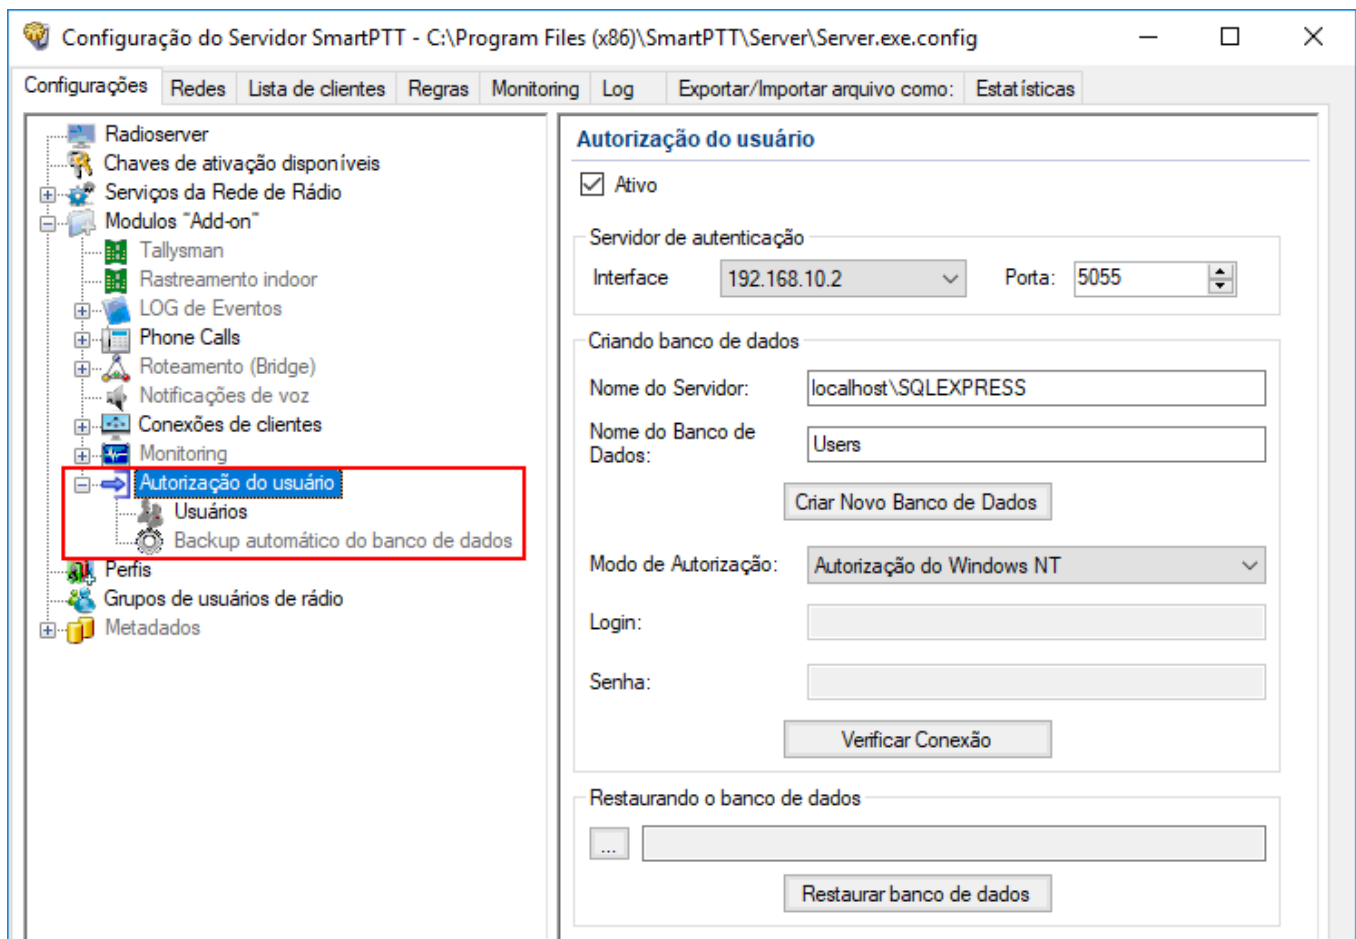 Configuração do Servidor SmartPTT - C:\Program Files (x86)\SmartPTT\Server\Server.exe.config
Configurações Redes Lista de clientes Regras Monitoring Log Exportar/Importar arquivo como: Estatísticas
Radioserver
Chaves de ativação disponíveis
Serviços da Rede de Rádio
Modulos "Add-on"
Tallysman
Rastreamento indoor
LOG de Eventos
Phone Calls
Roteamento (Bridge)
Notificações de voz
Conexões de clientes
Monitoring
Autorização do usuário
Usuários
Backup automático do banco de dados
Perfis
Grupos de usuários de rádio
Metadados
Autorização do usuário
Ativo
Servidor de autenticação
Interface 192.168.10.2 Porta: 5055
Criando banco de dados
Nome do Servidor: localhost\SQLEXPRESS
Nome do Banco de
Dados: Users
Criar Novo Banco de Dados
Modo de Autorização: Autorização do Windows NT
Login:
Senha:
Verificar Conexão
Restaurando o banco de dados
...
Restaurar banco de dados